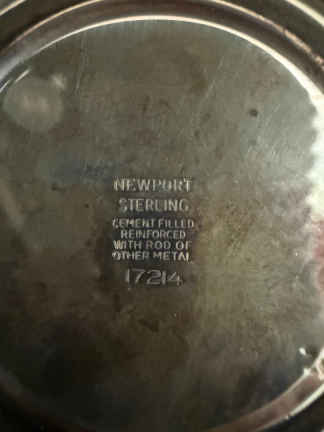 NEWPORT
STERLING
CEMENT FILLED
REINFORCED
WITH ROD OF
OTHER METAL
17214